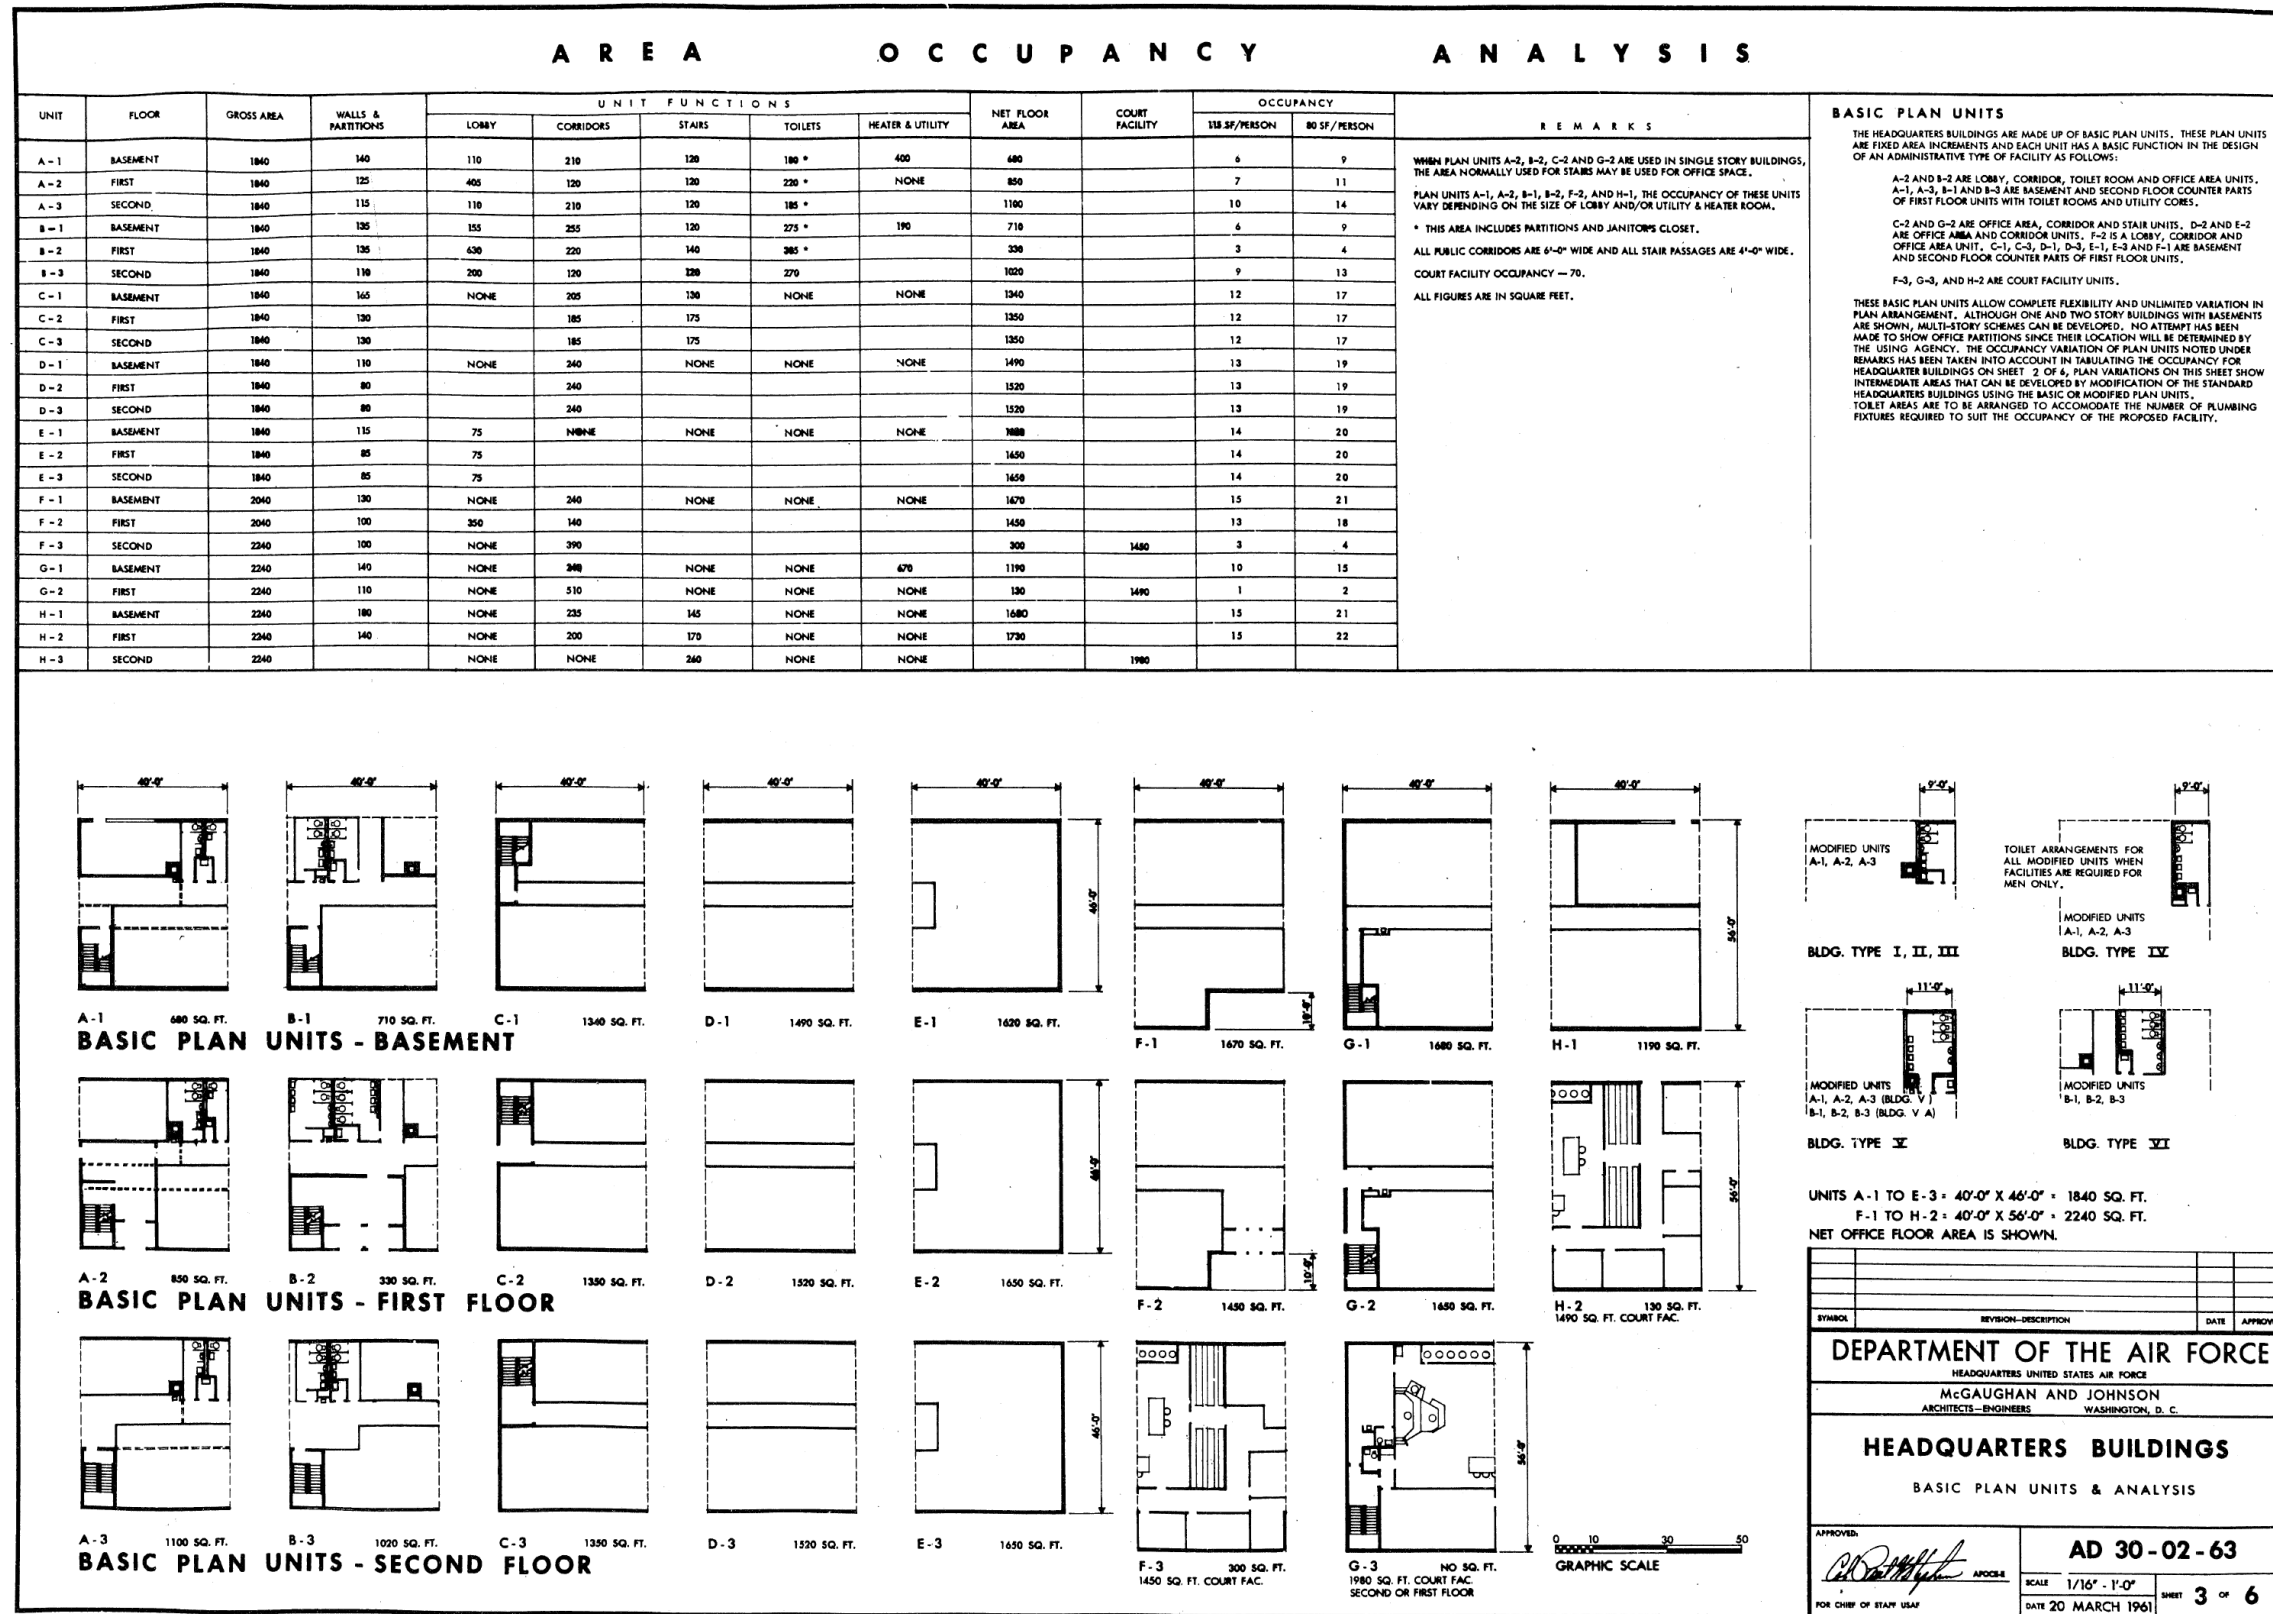 AREA OCCUPANCY ANALYSIS
UNIT FLOOR GROSS AREA WALLS & PARTITIONS UNIT FUNCTIONS NET FLOOR AREA COURT FACILITY OCCUPANCY REMARKS
LOBBY CORRIDORS STAIRS TOILETS HEATER & UTILITY 115 SF/PERSON 80 SF/PERSON
A-1 BASEMENT 1840 140 110 210 120 180 * 400 680 6 9
A-2 FIRST 1840 125 405 120 120 220 * NONE 850 7 11
A-3 SECOND 1840 115 110 210 120 185 * 1100 10 14
B-1 BASEMENT 1840 135 155 255 120 275 * 190 710 6 9
B-2 FIRST 1840 135 630 220 140 385 * 330 3 4
B-3 SECOND 1840 110 200 120 120 270 1020 9 13
C-1 BASEMENT 1840 165 NONE 205 130 NONE NONE 1340 12 17
C-2 FIRST 1840 130 185 175 1350 12 17
C-3 SECOND 1840 130 185 175 1350 12 17
D-1 BASEMENT 1840 110 NONE 240 NONE NONE NONE 1490 13 19
D-2 FIRST 1840 80 240 1520 13 19
D-3 SECOND 1840 80 240 1520 13 19
E-1 BASEMENT 1840 115 75 NONE NONE NONE NONE 14 20
E-2 FIRST 1840 85 75 1650 14 20
E-3 SECOND 1840 85 75 1650 14 20
F-1 BASEMENT 2040 130 NONE 240 NONE NONE NONE 1670 15 21
F-2 FIRST 2040 100 350 140 1450 13 18
F-3 SECOND 2240 100 NONE 390 300 1450 3 4
G-1 BASEMENT 2240 140 NONE 240 NONE NONE 670 1190 10 15
G-2 FIRST 2240 110 NONE 510 NONE NONE NONE 130 1490 1 2
H-1 BASEMENT 2240 180 NONE 235 145 NONE NONE 1680 15 21
H-2 FIRST 2240 140 NONE 200 170 NONE NONE 1730 15 22
H-3 SECOND 2240 NONE NONE 260 NONE NONE 1980
WHEN PLAN UNITS A-2, B-2, C-2 AND G-2 ARE USED IN SINGLE STORY BUILDINGS,
THE AREA NORMALLY USED FOR STAIRS MAY BE USED FOR OFFICE SPACE.
PLAN UNITS A-1, A-2, B-1, B-2, F-2, AND H-1, THE OCCUPANCY OF THESE UNITS
VARY DEPENDING ON THE SIZE OF LOBBY AND/OR UTILITY & HEATER ROOM.
* THIS AREA INCLUDES PARTITIONS AND JANITORS CLOSET.
ALL PUBLIC CORRIDORS ARE 6'-0" WIDE AND ALL STAIR PASSAGES ARE 4'-0" WIDE.
COURT FACILITY OCCUPANCY — 70.
ALL FIGURES ARE IN SQUARE FEET.
BASIC PLAN UNITS
THE HEADQUARTERS BUILDINGS ARE MADE UP OF BASIC PLAN UNITS. THESE PLAN UNITS
ARE FIXED AREA INCREMENTS AND EACH UNIT HAS A BASIC FUNCTION IN THE DESIGN
OF AN ADMINISTRATIVE TYPE OF FACILITY AS FOLLOWS:
A-2 AND B-2 ARE LOBBY, CORRIDOR, TOILET ROOM AND OFFICE AREA UNITS.
A-1, A-3, B-1 AND B-3 ARE BASEMENT AND SECOND FLOOR COUNTER PARTS
OF FIRST FLOOR UNITS WITH TOILET ROOMS AND UTILITY CORES.
C-2 AND G-2 ARE OFFICE AREA, CORRIDOR AND STAIR UNITS. D-2 AND E-2
ARE OFFICE AREA AND CORRIDOR UNITS. F-2 IS A LOBBY, CORRIDOR AND
OFFICE AREA UNIT. C-1, C-3, D-1, D-3, E-1, E-3 AND F-1 ARE BASEMENT
AND SECOND FLOOR COUNTER PARTS OF FIRST FLOOR UNITS.
F-3, G-3, AND H-2 ARE COURT FACILITY UNITS.
THESE BASIC PLAN UNITS ALLOW COMPLETE FLEXIBILITY AND UNLIMITED VARIATION IN
PLAN ARRANGEMENT. ALTHOUGH ONE AND TWO STORY BUILDINGS WITH BASEMENTS
ARE SHOWN, MULTI-STORY SCHEMES CAN BE DEVELOPED. NO ATTEMPT HAS BEEN
MADE TO SHOW OFFICE PARTITIONS SINCE THEIR LOCATION WILL BE DETERMINED BY
THE USING AGENCY. THE OCCUPANCY VARIATION OF PLAN UNITS NOTED UNDER
REMARKS HAS BEEN TAKEN INTO ACCOUNT IN TABULATING THE OCCUPANCY FOR
HEADQUARTER BUILDINGS ON SHEET 2 OF 6, PLAN VARIATIONS ON THIS SHEET SHOW
INTERMEDIATE AREAS THAT CAN BE DEVELOPED BY MODIFICATION OF THE STANDARD
HEADQUARTERS BUILDINGS USING THE BASIC OR MODIFIED PLAN UNITS.
TOILET AREAS ARE TO BE ARRANGED TO ACCOMODATE THE NUMBER OF PLUMBING
FIXTURES REQUIRED TO SUIT THE OCCUPANCY OF THE PROPOSED FACILITY.
40'-0" 40'-0" 40'-0" 40'-0" 40'-0" 40'-0" 40'-0" 40'-0"
46'-0" 10'-0" 56'-0"
A-1 680 SQ. FT. B-1 710 SQ. FT. C-1 1340 SQ. FT. D-1 1490 SQ. FT. E-1 1620 SQ. FT.
F-1 1670 SQ. FT. G-1 1680 SQ. FT. H-1 1190 SQ. FT.
BASIC PLAN UNITS - BASEMENT
46'-0" 10'-0" 56'-0"
A-2 850 SQ. FT. B-2 330 SQ. FT. C-2 1350 SQ. FT. D-2 1520 SQ. FT. E-2 1650 SQ. FT.
F-2 1450 SQ. FT. G-2 1650 SQ. FT. H-2 130 SQ. FT.
1490 SQ. FT. COURT FAC.
BASIC PLAN UNITS - FIRST FLOOR
46'-0" 56'-0"
A-3 1100 SQ. FT. B-3 1020 SQ. FT. C-3 1350 SQ. FT. D-3 1520 SQ. FT. E-3 1650 SQ. FT.
BASIC PLAN UNITS - SECOND FLOOR
F-3 300 SQ. FT.
1450 SQ. FT. COURT FAC.
G-3 NO SQ. FT.
1980 SQ. FT. COURT FAC.
SECOND OR FIRST FLOOR
0 10 30 50
GRAPHIC SCALE
9'-0"
MODIFIED UNITS
A-1, A-2, A-3
BLDG. TYPE I, II, III
9'-0"
TOILET ARRANGEMENTS FOR
ALL MODIFIED UNITS WHEN
FACILITIES ARE REQUIRED FOR
MEN ONLY.
MODIFIED UNITS
A-1, A-2, A-3
BLDG. TYPE IV
11'-0"
MODIFIED UNITS
A-1, A-2, A-3 (BLDG. V)
B-1, B-2, B-3 (BLDG. V A)
BLDG. TYPE V
11'-0"
MODIFIED UNITS
B-1, B-2, B-3
BLDG. TYPE VI
UNITS A-1 TO E-3 = 40'-0" X 46'-0" = 1840 SQ. FT.
F-1 TO H-2 = 40'-0" X 56'-0" = 2240 SQ. FT.
NET OFFICE FLOOR AREA IS SHOWN.
SYMBOL REVISION—DESCRIPTION DATE APPROV
DEPARTMENT OF THE AIR FORCE
HEADQUARTERS UNITED STATES AIR FORCE
McGAUGHAN AND JOHNSON
ARCHITECTS—ENGINEERS WASHINGTON, D. C.
HEADQUARTERS BUILDINGS
BASIC PLAN UNITS & ANALYSIS
APPROVED:
FOR CHIEF OF STAFF USAF
AD 30-02-63
SCALE 1/16" - 1'-0"
DATE 20 MARCH 1961
SHEET 3 OF 6